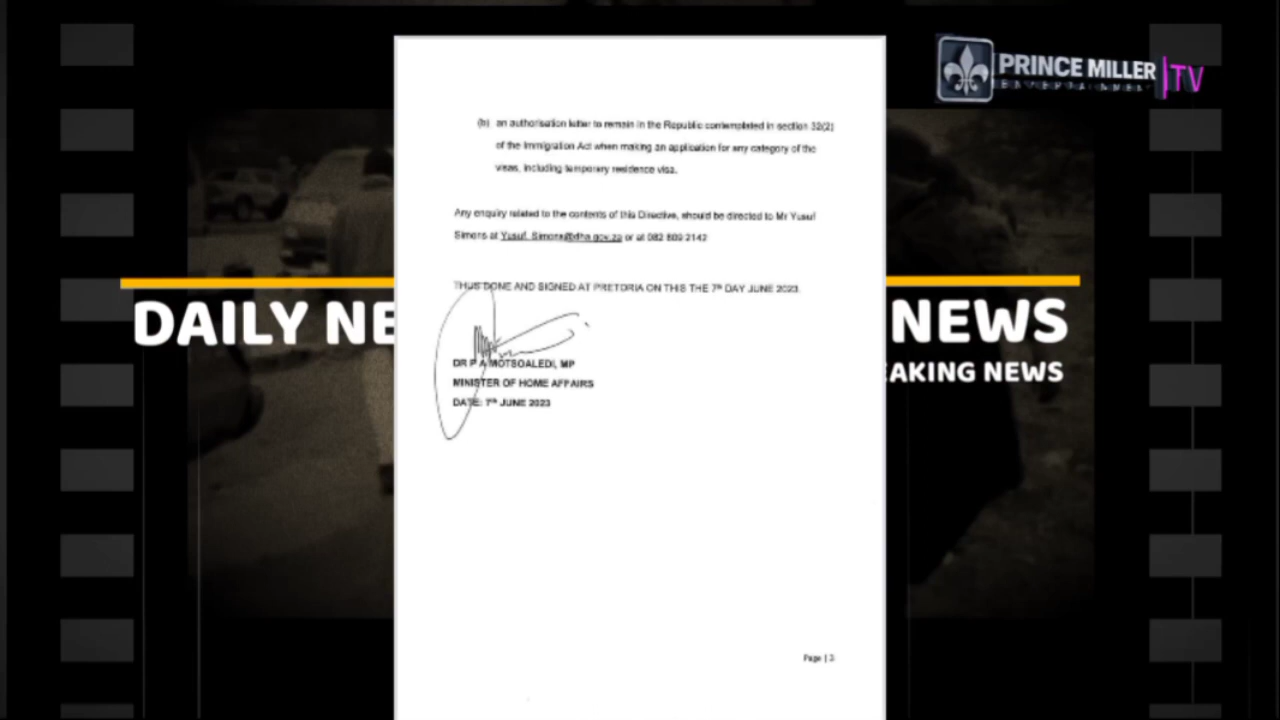 PRINCE MILLER TV
ENTERTAINMENT
(b) an authorisation letter to remain in the Republic contemplated in section 32(2)
of the Immigration Act when making an application for any category of the
visas, including temporary residence visa.
Any enquiry related to the contents of this Directive, should be directed to Mr Yusuf
Simons at Yusuf.Simons@dha.gov.za or at 082 809 2142
THUS DONE AND SIGNED AT PRETORIA ON THIS THE 7th DAY JUNE 2023.
DAILY NE
NEWS
DR P A MOTSOALEDI, MP
AKING NEWS
MINISTER OF HOME AFFAIRS
DATE: 7th JUNE 2023
Page | 3